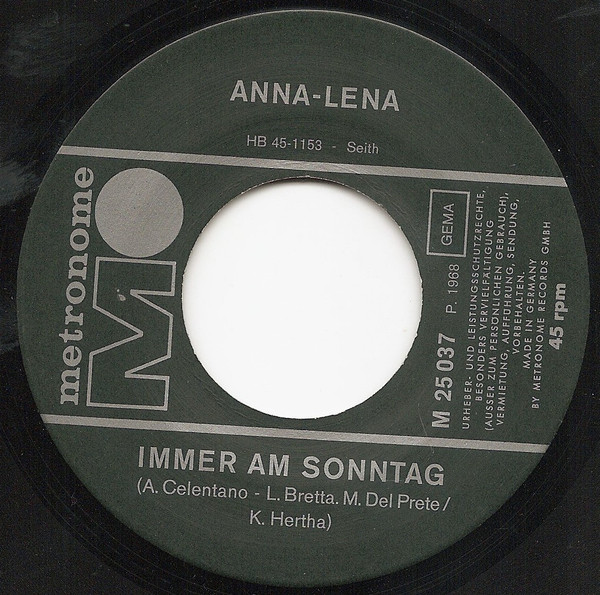 ANNA-LENA
HB 45-1153 - Seith
metronome
M
GEMA
M 25 037 P. 1968
URHEBER- UND LEISTUNGSSCHUTZRECHTE,
BESONDERS VERVIELFÄLTIGUNG
(AUSSER ZUM PERSÖNLICHEN GEBRAUCH),
VERMIETUNG, AUFFÜHRUNG, SENDUNG,
VORBEHALTEN.
MADE IN GERMANY
BY METRONOME RECORDS GMBH
45 rpm
IMMER AM SONNTAG
(A. Celentano - L. Bretta. M. Del Prete /
K. Hertha)